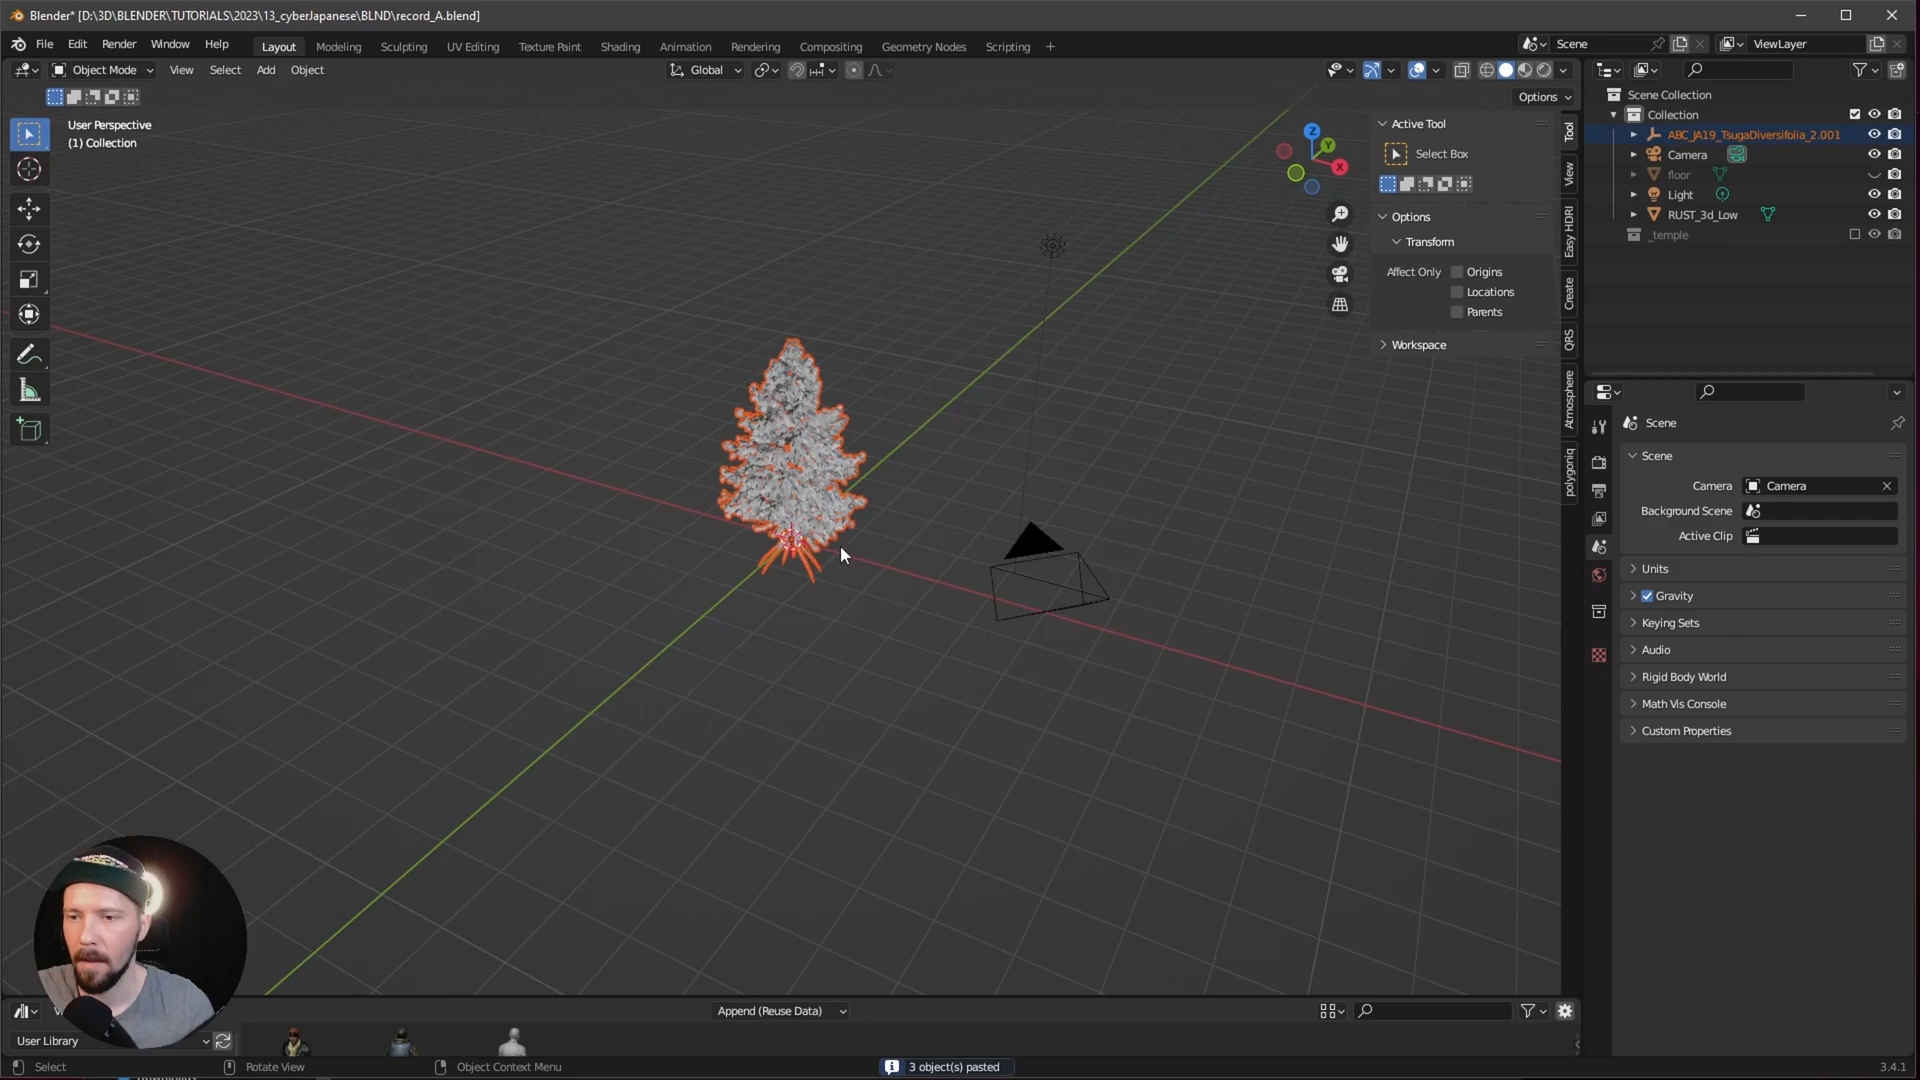 Blender* [D:\3D\BLENDER\TUTORIALS\2023\13_cyberJapanese\BLND\record_A.blend]
File Edit Render Window Help
Layout Modeling Sculpting UV Editing Texture Paint Shading Animation Rendering Compositing Geometry Nodes Scripting
Scene
ViewLayer
Object Mode View Select Add Object
Global
Options
User Perspective
(1) Collection
Z
Y
X
Active Tool
Select Box
Options
Transform
Affect Only Origins
Locations
Parents
Workspace
Tool
View
Easy HDRI
Create
QRS
Atmosphere
polygoniq
Scene Collection
Collection
ABC_JA19_TsugaDiversifolia_2.001
Camera
floor
Light
RUST_3d_Low
_temple
Scene
Scene
Camera Camera
Background Scene
Active Clip
Units
Gravity
Keying Sets
Audio
Rigid Body World
Math Vis Console
Custom Properties
Append (Reuse Data)
User Library
Select
Rotate View
Object Context Menu
3 object(s) pasted
3.4.1